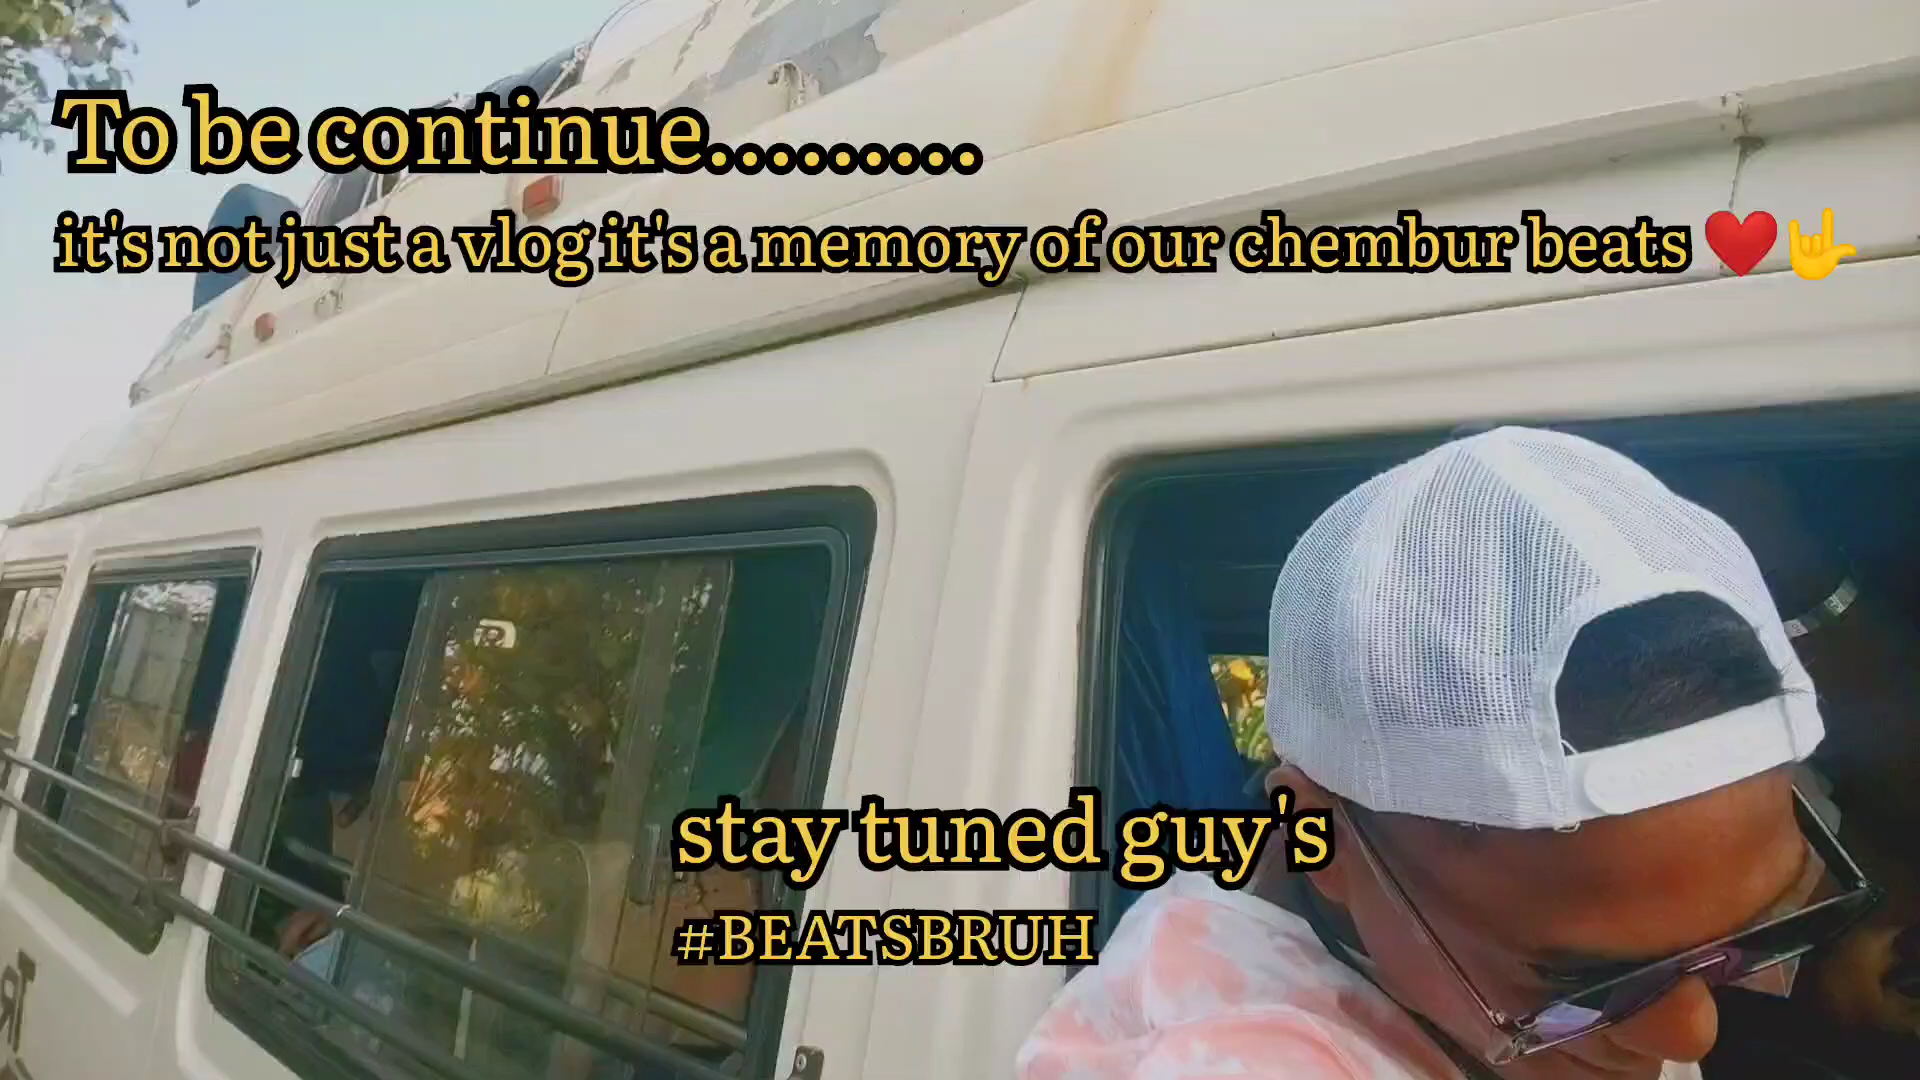 To be continue..........
it's not just a vlog it's a memory of our chembur beats ❤️🤟
stay tuned guy's
#BEATSBRUH